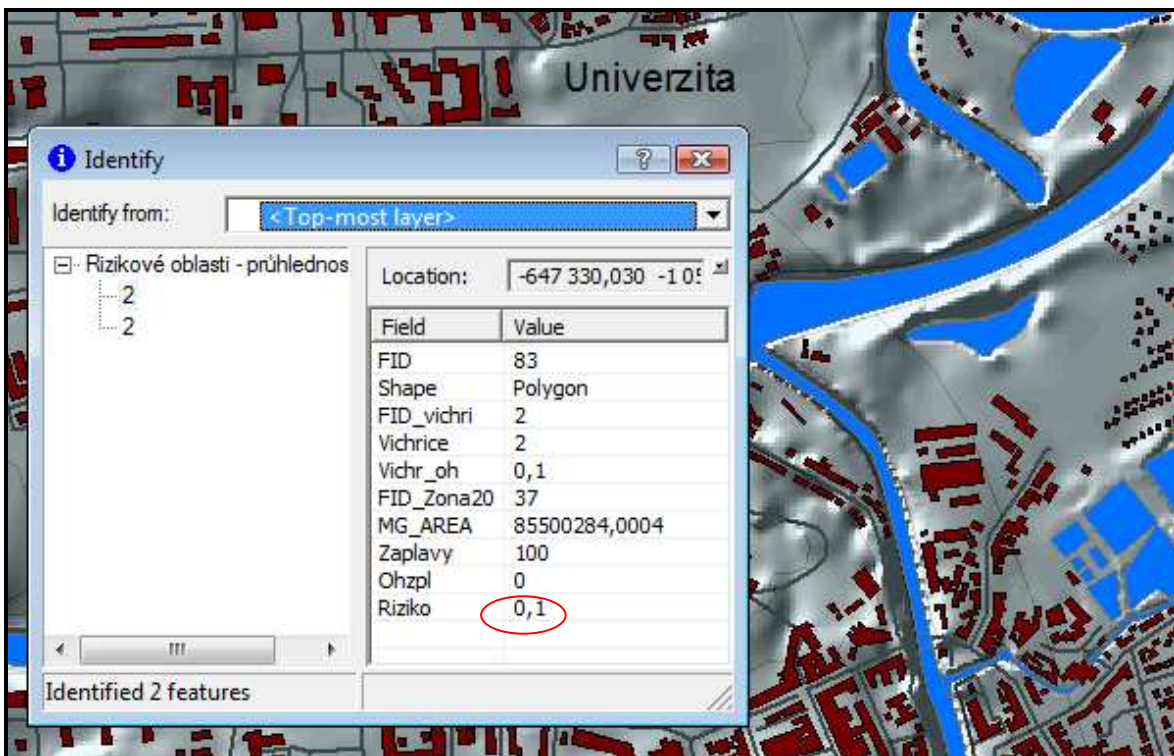 Univerzita
Identify
Identify from: <Top-most layer>
Rizikové oblasti - průhlednos
2
2
Location: -647 330,030 -1 05
Field Value
FID 83
Shape Polygon
FID_vichri 2
Vichrice 2
Vichr_oh 0,1
FID_Zona20 37
MG_AREA 85500284,0004
Zaplavy 100
Ohzpl 0
Riziko 0,1
Identified 2 features